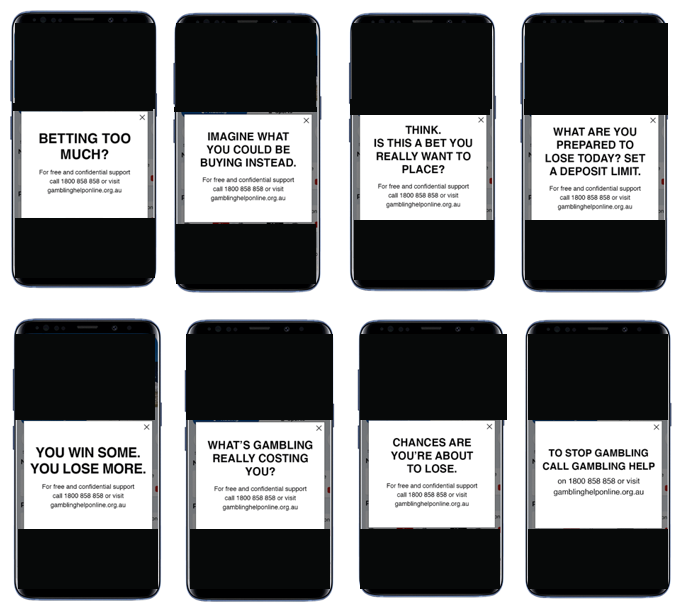 BETTING TOO
MUCH?
For free and confidential support
call 1800 858 858 or visit
gamblinghelponline.org.au
IMAGINE WHAT
YOU COULD BE
BUYING INSTEAD.
For free and confidential support
call 1800 858 858 or visit
gamblinghelponline.org.au
THINK.
IS THIS A BET YOU
REALLY WANT TO
PLACE?
For free and confidential support
call 1800 858 858 or visit
gamblinghelponline.org.au
WHAT ARE YOU
PREPARED TO
LOSE TODAY? SET
A DEPOSIT LIMIT.
For free and confidential support
call 1800 858 858 or visit
gamblinghelponline.org.au
YOU WIN SOME.
YOU LOSE MORE.
For free and confidential support
call 1800 858 858 or visit
gamblinghelponline.org.au
WHAT'S GAMBLING
REALLY COSTING
YOU?
For free and confidential support
call 1800 858 858 or visit
gamblinghelponline.org.au
CHANCES ARE
YOU'RE ABOUT
TO LOSE.
For free and confidential support
call 1800 858 858 or visit
gamblinghelponline.org.au
TO STOP GAMBLING
CALL GAMBLING HELP
on 1800 858 858 or visit
gamblinghelponline.org.au